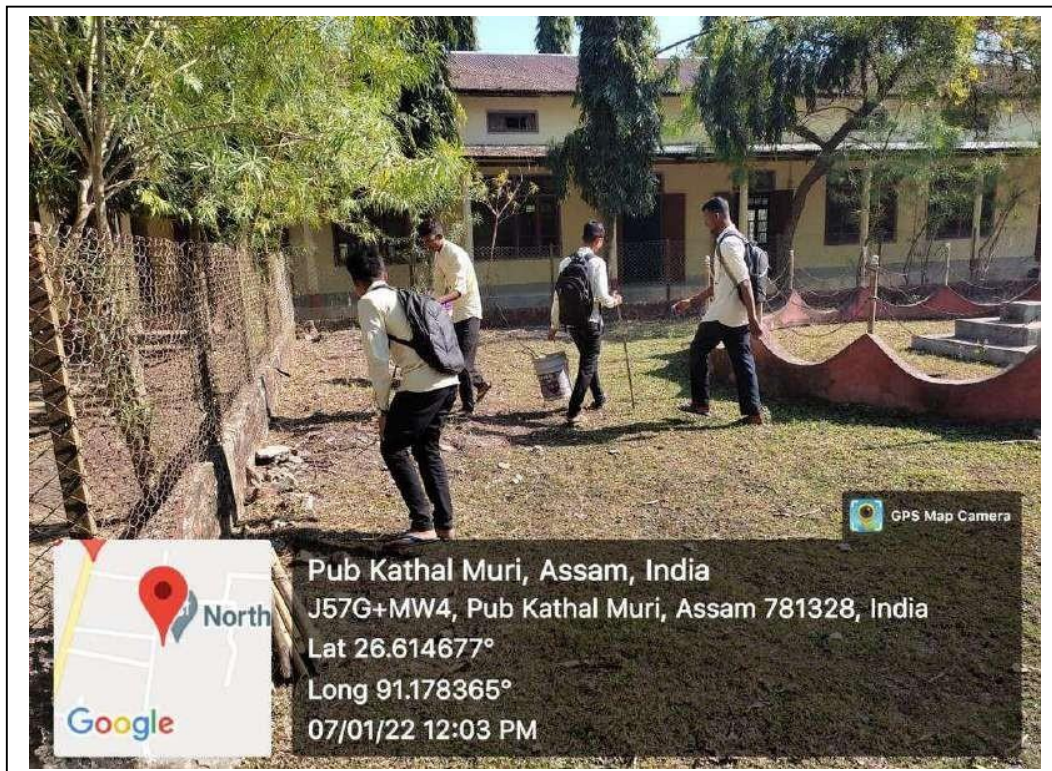 GPS Map Camera
Pub Kathal Muri, Assam, India
J57G+MW4, Pub Kathal Muri, Assam 781328, India
Lat 26.614677°
Long 91.178365°
07/01/22 12:03 PM
North
Google